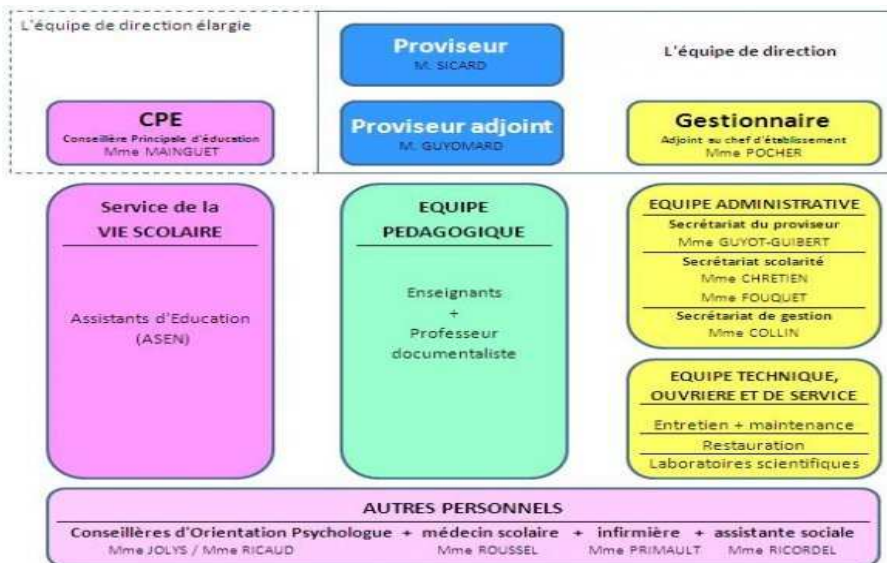 L'équipe de direction élargie
Proviseur
M. SICARD
L'équipe de direction
CPE
Conseillère Principale d'éducation
Mme MAINGUET
Proviseur adjoint
M. GUYOMARD
Gestionnaire
Adjoint au chef d'établissement
Mme POCHER
Service de la
VIE SCOLAIRE
Assistants d'Education
(ASEN)
EQUIPE
PEDAGOGIQUE
Enseignants
+
Professeur
documentaliste
EQUIPE ADMINISTRATIVE
Secrétariat du proviseur
Mme GUYOT-GUIBERT
Secrétariat scolarité
Mme CHRETIEN
Mme FOUQUET
Secrétariat de gestion
Mme COLLIN
EQUIPE TECHNIQUE,
OUVRIERE ET DE SERVICE
Entretien + maintenance
Restauration
Laboratoires scientifiques
AUTRES PERSONNELS
Conseillères d'Orientation Psychologue + médecin scolaire + infirmière + assistante sociale
Mme JOLYS / Mme RICAUD Mme ROUSSEL Mme PRIMAULT Mme RICORDEL